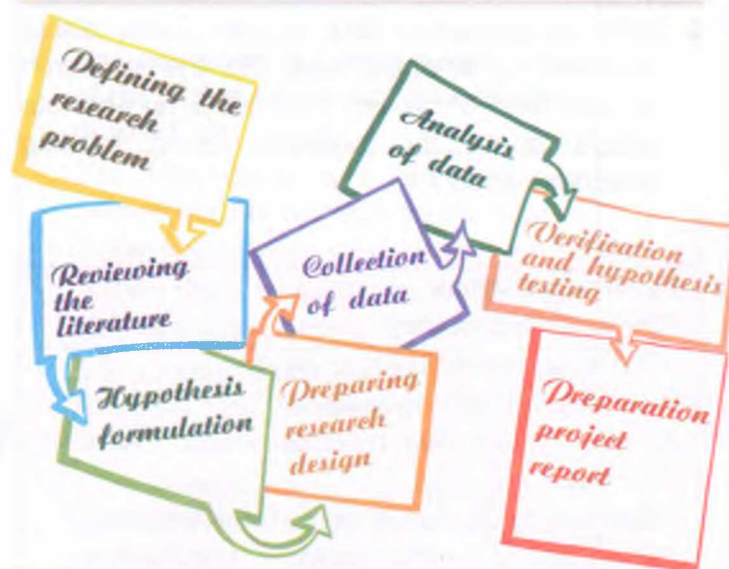 Defining the
research
problem
Reviewing
the
literature
Hypothesis
formulation
Preparing
research
design
Collection
of data
Analysis
of data
Verification
and hypothesis
testing
Preparation
project
report